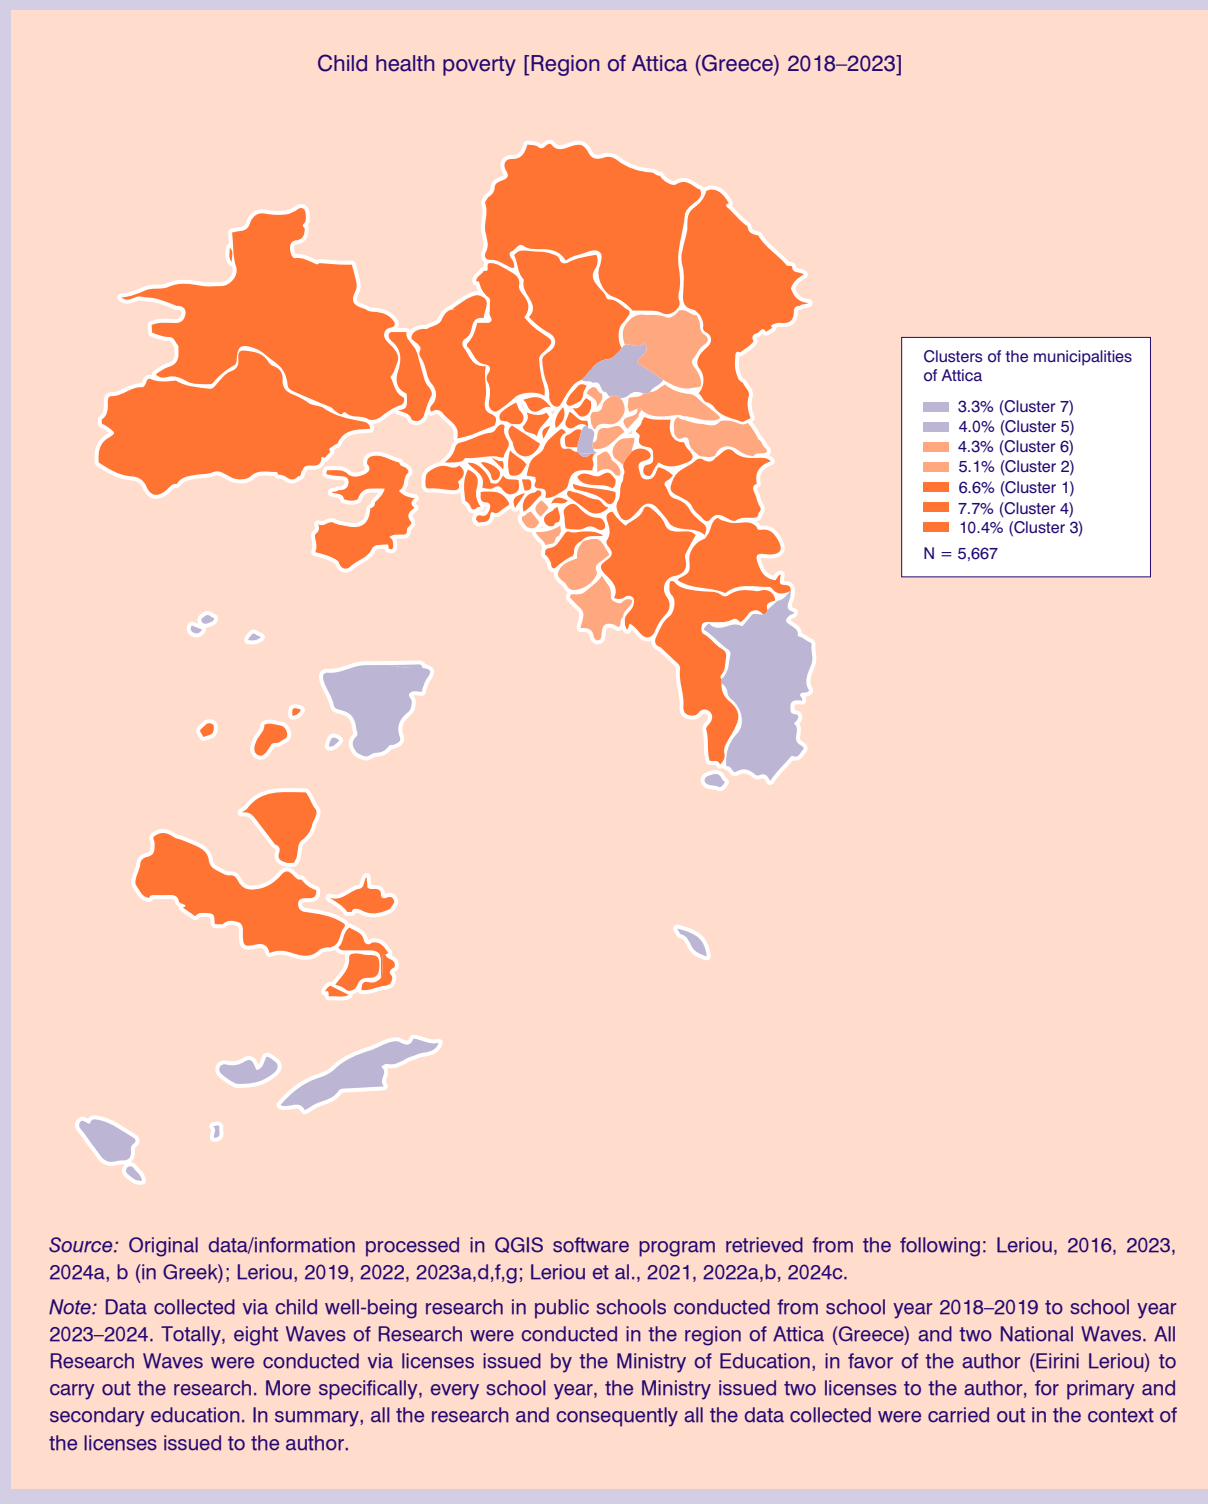 Child health poverty [Region of Attica (Greece) 2018–2023]
Clusters of the municipalities
of Attica
3.3% (Cluster 7)
4.0% (Cluster 5)
4.3% (Cluster 6)
5.1% (Cluster 2)
6.6% (Cluster 1)
7.7% (Cluster 4)
10.4% (Cluster 3)
N = 5,667
Source: Original data/information processed in QGIS software program retrieved from the following: Leriou, 2016, 2023,
2024a, b (in Greek); Leriou, 2019, 2022, 2023a,d,f,g; Leriou et al., 2021, 2022a,b, 2024c.
Note: Data collected via child well-being research in public schools conducted from school year 2018–2019 to school year
2023–2024. Totally, eight Waves of Research were conducted in the region of Attica (Greece) and two National Waves. All
Research Waves were conducted via licenses issued by the Ministry of Education, in favor of the author (Eirini Leriou) to
carry out the research. More specifically, every school year, the Ministry issued two licenses to the author, for primary and
secondary education. In summary, all the research and consequently all the data collected were carried out in the context of
the licenses issued to the author.